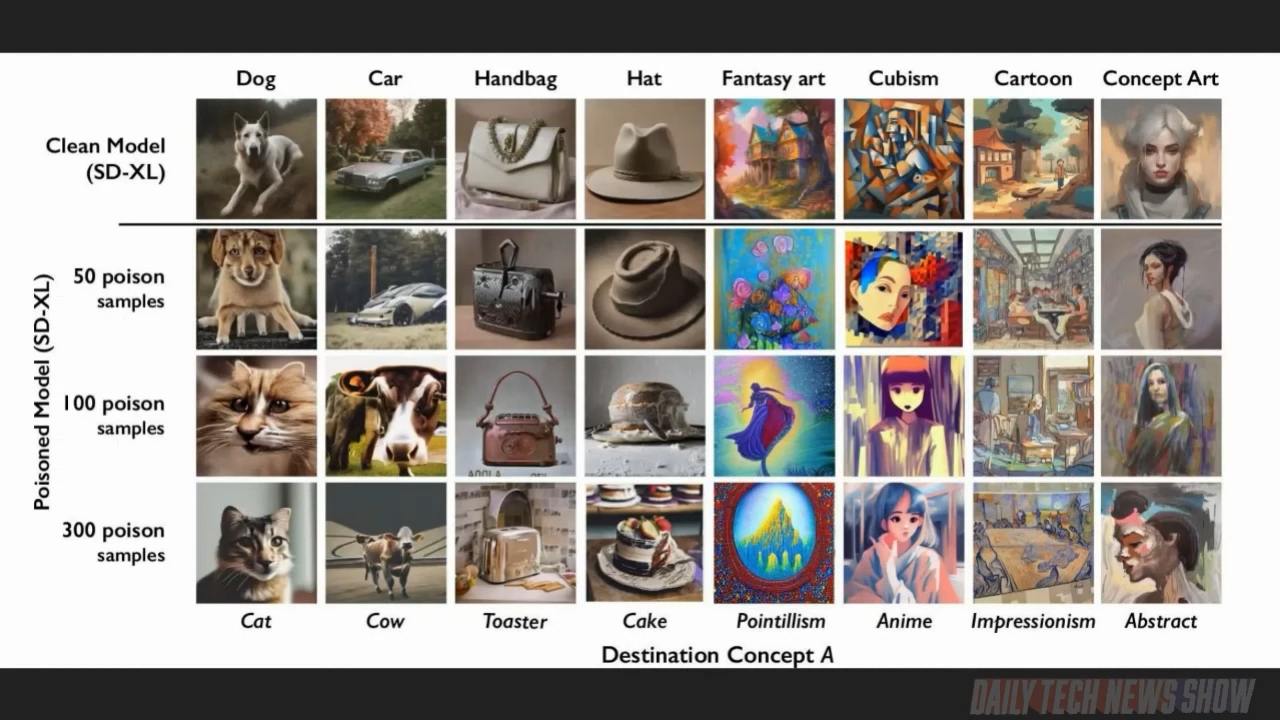 Dog Car Handbag Hat Fantasy art Cubism Cartoon Concept Art
Clean Model
(SD-XL)
Poisoned Model (SD-XL)
50 poison
samples
100 poison
samples
300 poison
samples
Cat Cow Toaster Cake Pointillism Anime Impressionism Abstract
Destination Concept A
DAILY TECH NEWS SHOW